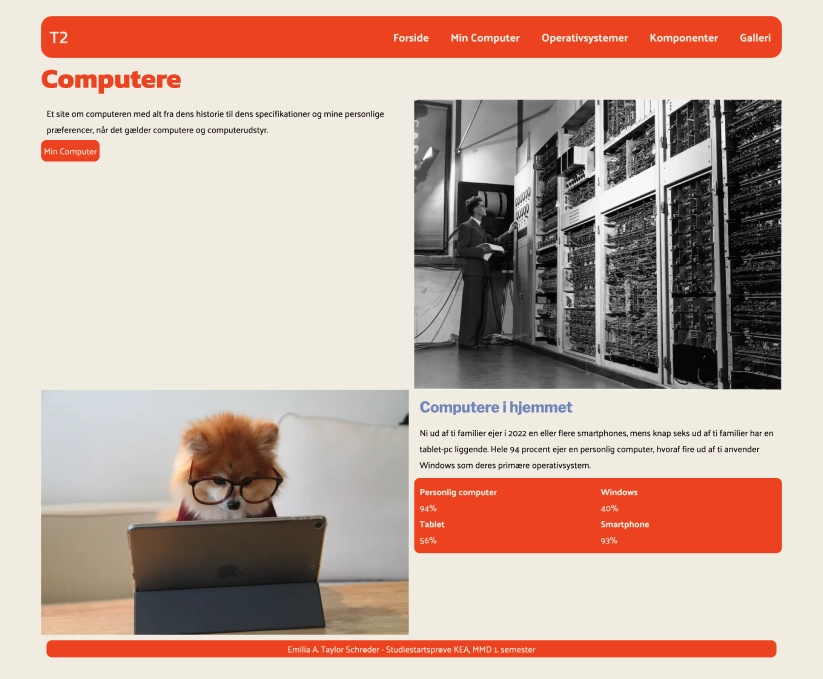 T2
Forside Min Computer Operativsystemer Komponenter Galleri
Computere
Et site om computeren med alt fra dens historie til dens specifikationer og mine personlige
præferencer, når det gælder computere og computerudstyr.
Min Computer
Computere i hjemmet
Ni ud af ti familier ejer i 2022 en eller flere smartphones, mens knap seks ud af ti familier har en
tablet-pc liggende. Hele 94 procent ejer en personlig computer, hvoraf fire ud af ti anvender
Windows som deres primære operativsystem.
Personlig computer Windows
94% 40%
Tablet Smartphone
56% 93%
Emilia A. Taylor Schrøder - Studiestartsprøve KEA, MMD 1. semester